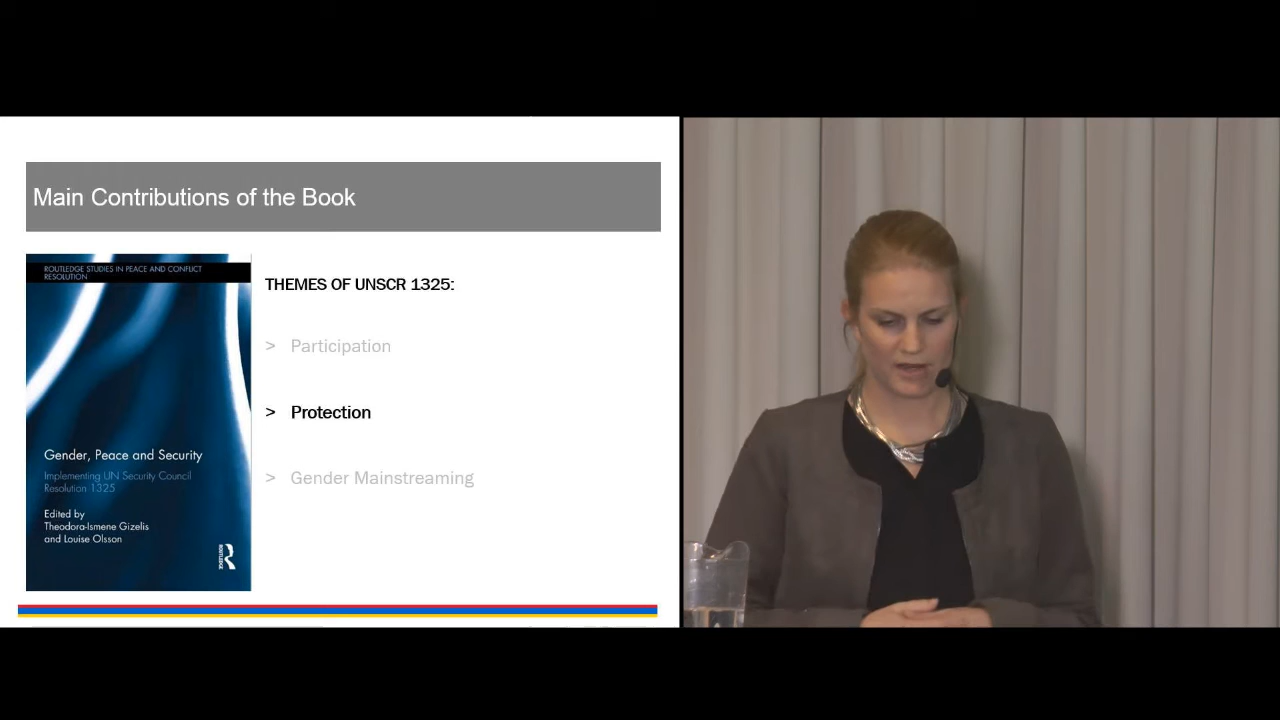 Main Contributions of the Book
ROUTLEDGE STUDIES IN PEACE AND CONFLICT
RESOLUTION
THEMES OF UNSCR 1325:
> Participation
> Protection
> Gender Mainstreaming
Gender, Peace and Security
Implementing UN Security Council
Resolution 1325
Edited by
Theodora-Ismene Gizelis
and Louise Olsson
ROUTLEDGE